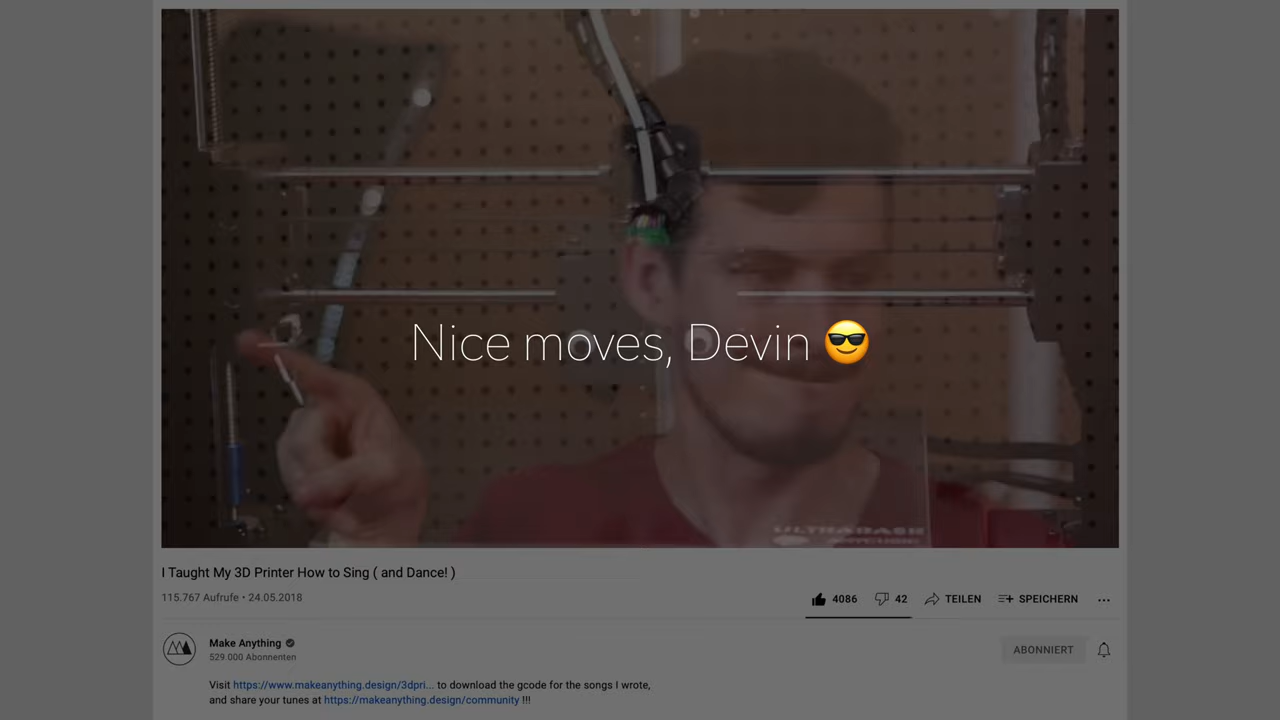 Nice moves, Devin 😎
ULTRABASE
I Taught My 3D Printer How to Sing ( and Dance! )
115.767 Aufrufe • 24.05.2018
4086 42 TEILEN SPEICHERN ...
Make Anything
529.000 Abonnenten
ABONNIERT
Visit https://www.makeanything.design/3dpri... to download the gcode for the songs I wrote,
and share your tunes at https://makeanything.design/community !!!